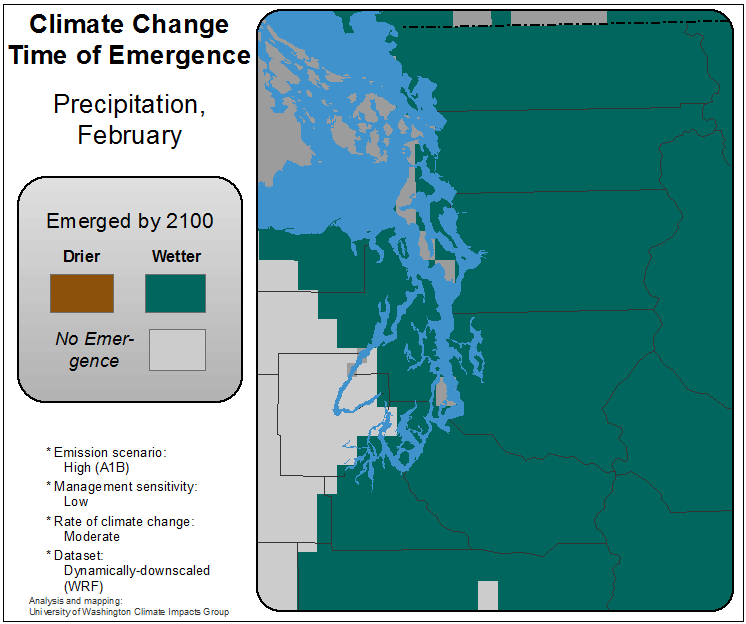 Climate Change
Time of Emergence
Precipitation,
February
Emerged by 2100
Drier Wetter
No Emer-
gence
* Emission scenario:
High (A1B)
* Management sensitivity:
Low
* Rate of climate change:
Moderate
* Dataset:
Dynamically-downscaled
(WRF)
Analysis and mapping:
University of Washington Climate Impacts Group